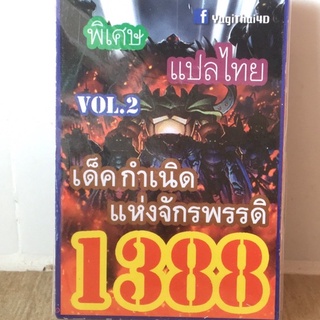 f YugiThai4D
พิเศษ
แปลไทย
VOL.2
เด็คกำเนิด
แห่งจักรพรรดิ
1388